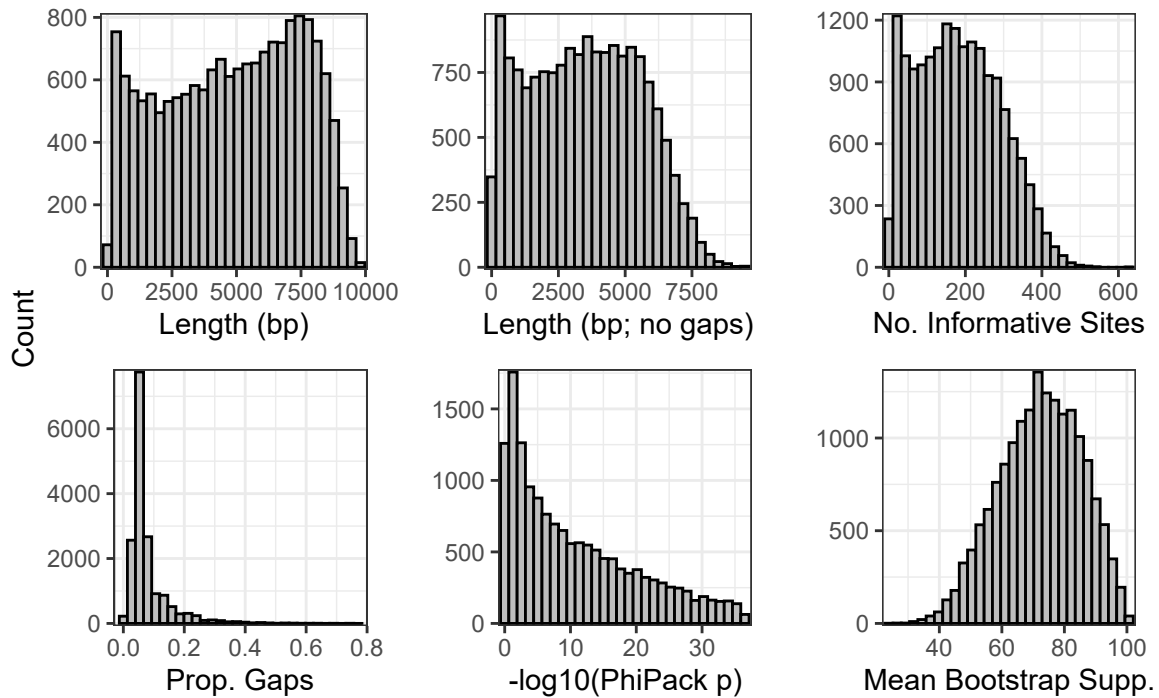 Count
800
600
400
200
0
0 2500 5000 7500 10000
Length (bp)
750
500
250
0
0 2500 5000 7500
Length (bp; no gaps)
1200
900
600
300
0
0 200 400 600
No. Informative Sites
6000
4000
2000
0
0.0 0.2 0.4 0.6 0.8
Prop. Gaps
1500
1000
500
0
0 10 20 30
-log10(PhiPack p)
1000
500
0
40 60 80 100
Mean Bootstrap Supp.